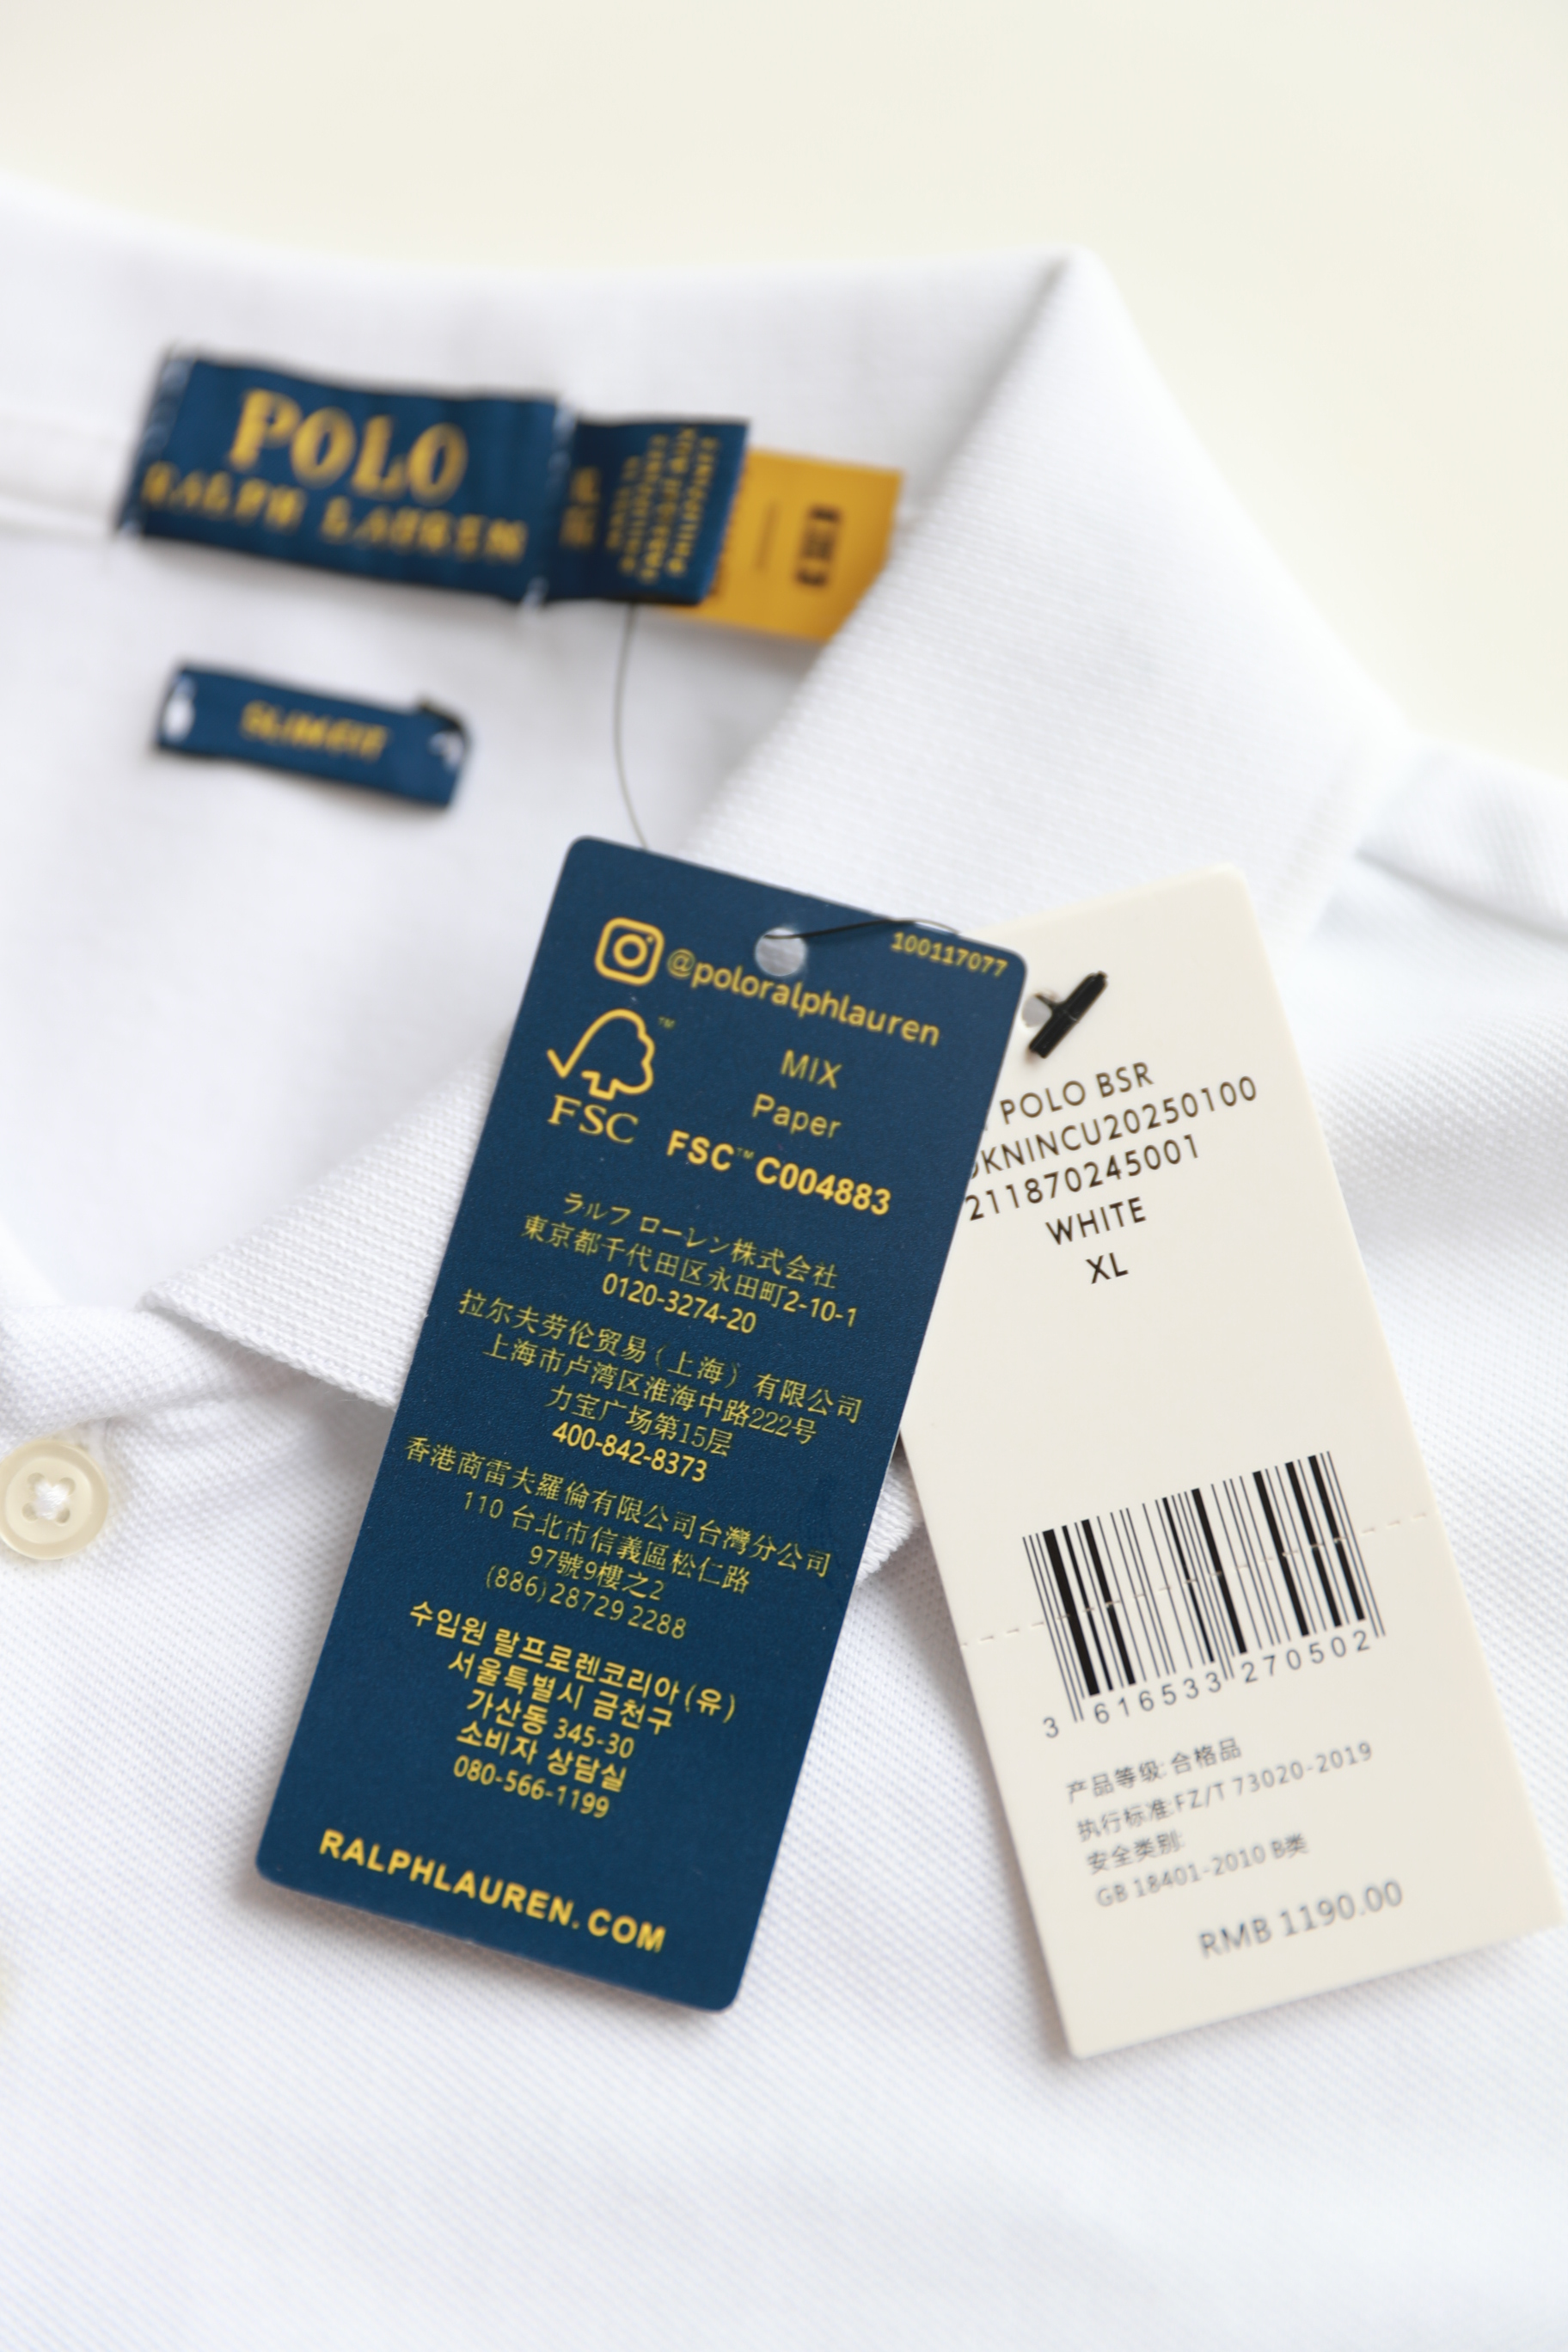 POLO
RALPH LAUREN
SLIM FIT
@poloralphlauren
100117077
FSC
MIX
Paper
FSC™ C004883
ラルフ ローレン株式会社
東京都千代田区永田町2-10-1
0120-3274-20
拉尔夫劳伦贸易（上海）有限公司
上海市卢湾区淮海中路222号
力宝广场第15层
400-842-8373
香港商雷夫羅倫有限公司台灣分公司
110 台北市信義區松仁路
97號9樓之2
(886)28729 2288
수입원 랄프로렌코리아(유)
서울특별시 금천구
가산동 345-30
소비자 상담실
080-566-1199
RALPHLAUREN.COM
POLO BSR
KNINCU20250100
211870245001
WHITE
XL
3 616533 270502
产品等级:合格品
执行标准:FZ/T 73020-2019
安全类别:
GB 18401-2010 B类
RMB 1190.00